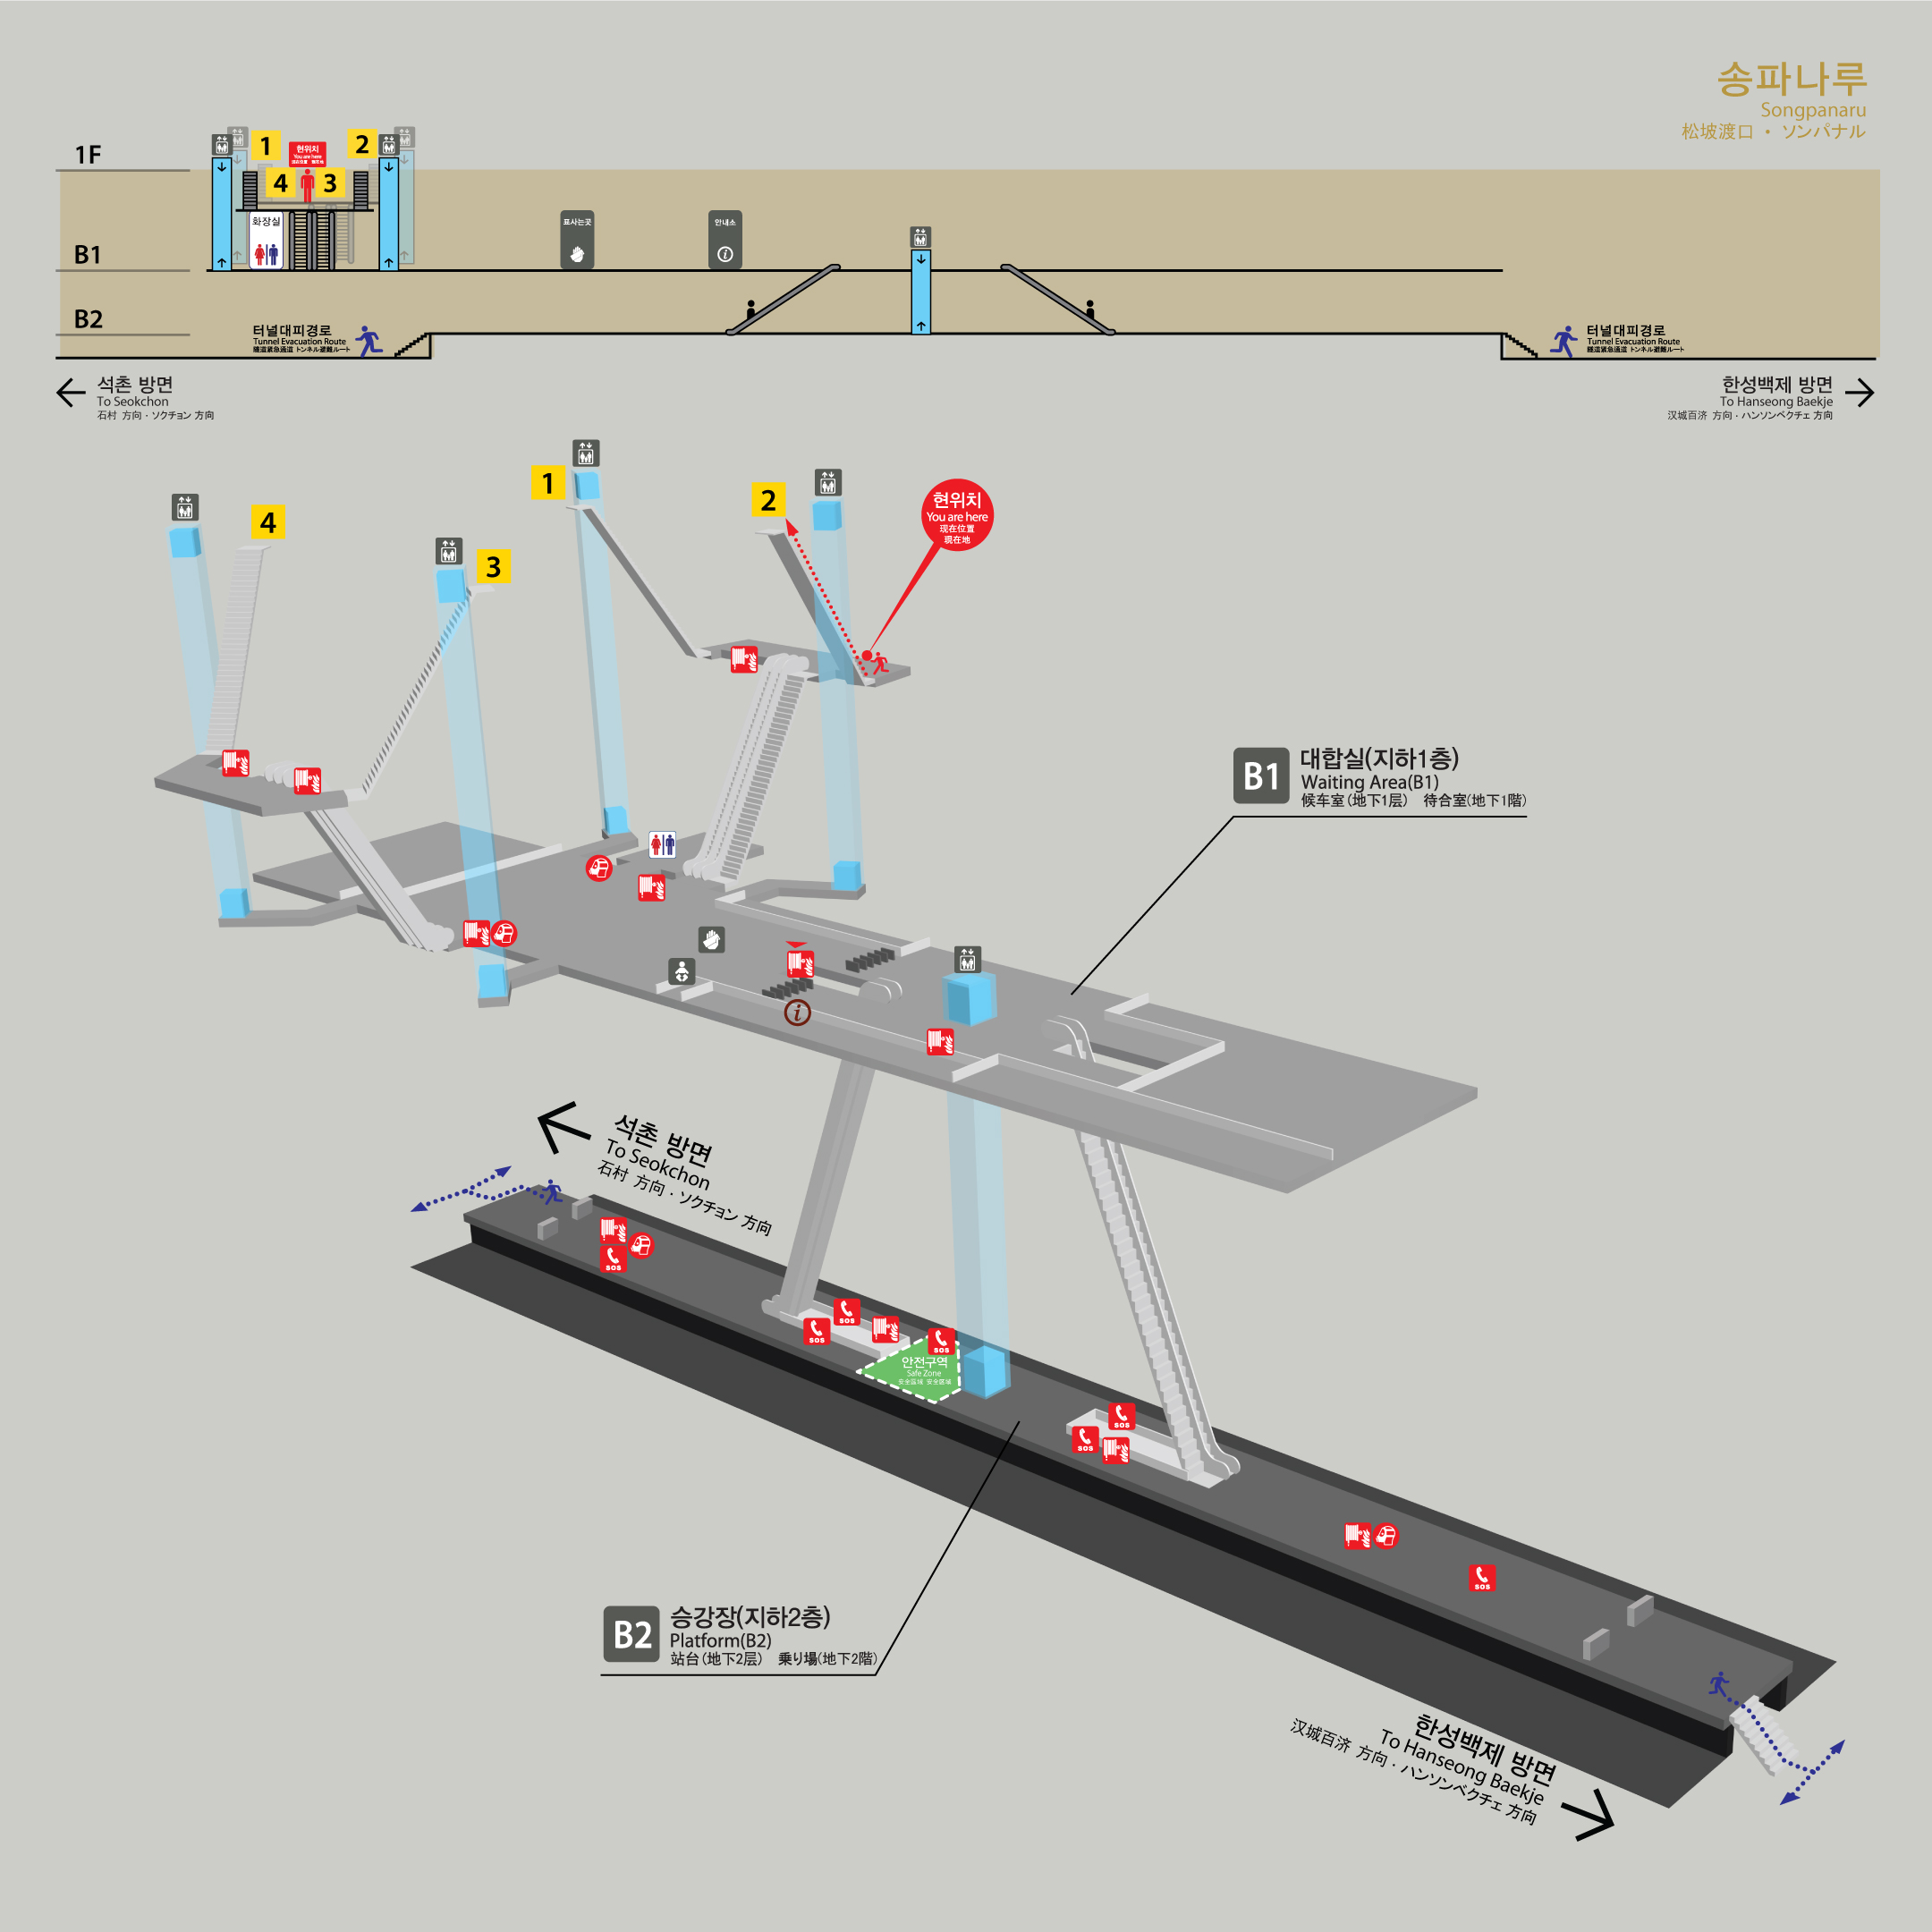 송파나루
Songpanaru
松坡渡口 · ソンパナル
1F
B1
B2
1
2
현위치
You are here
4
3
화장실
표사는곳
안내소
i
터널대피경로
Tunnel Evacuation Route
隧道紧急通道 トンネル避難ルート
터널대피경로
Tunnel Evacuation Route
隧道紧急通道 トンネル避難ルート
석촌 방면
To Seokchon
石村 方向 · ソクチョン 方向
한성백제 방면
To Hanseong Baekje
汉城百济 方向 · ハンソンベクチェ 方向
4
3
1
2
현위치
You are here
现在位置
現在地
B1
대합실(지하1층)
Waiting Area(B1)
候车室(地下1层) 待合室(地下1階)
i
석촌 방면
To Seokchon
石村 方向 · ソクチョン 方向
SOS
SOS
SOS
SOS
안전구역
Safe Zone
安全区域 安全區域
SOS
SOS
SOS
B2
승강장(지하2층)
Platform(B2)
站台(地下2层) 乗り場(地下2階)
한성백제 방면
To Hanseong Baekje
汉城百济 方向 · ハンソンベクチェ 方向